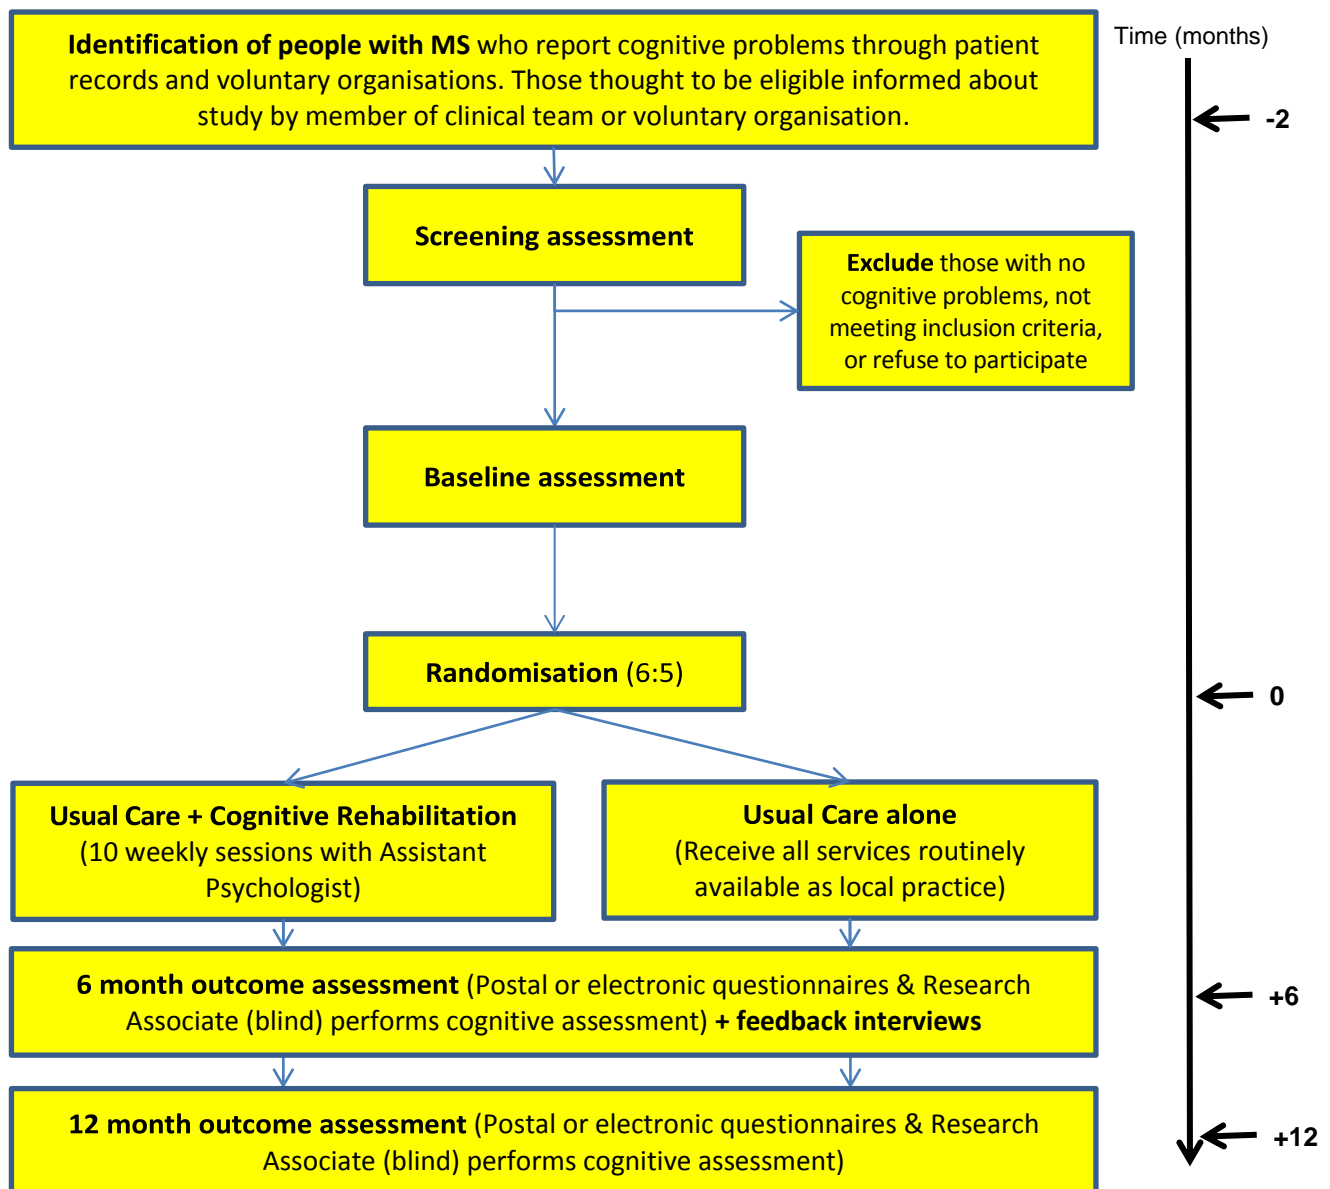 Identification of people with MS who report cognitive problems through patient
records and voluntary organisations. Those thought to be eligible informed about
study by member of clinical team or voluntary organisation.
Time (months)
-2
Screening assessment
Exclude those with no
cognitive problems, not
meeting inclusion criteria,
or refuse to participate
Baseline assessment
Randomisation (6:5)
0
Usual Care + Cognitive Rehabilitation
(10 weekly sessions with Assistant
Psychologist)
Usual Care alone
(Receive all services routinely
available as local practice)
6 month outcome assessment (Postal or electronic questionnaires & Research
Associate (blind) performs cognitive assessment) + feedback interviews
+6
12 month outcome assessment (Postal or electronic questionnaires & Research
Associate (blind) performs cognitive assessment)
+12